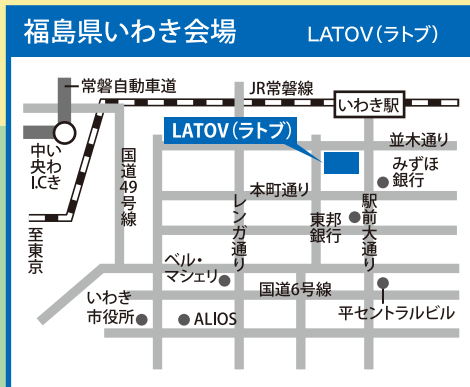 福島県いわき会場
LATOV(ラトブ)
常磐自動車道
JR常磐線
いわき駅
LATOV(ラトブ)
並木通り
いわき
中央I.C
国道49号線
みずほ
銀行
本町通り
レンガ通り
東邦
銀行
駅前大通り
至東京
ベル・
マシェリ
国道6号線
いわき
市役所
ALIOS
平セントラルビル